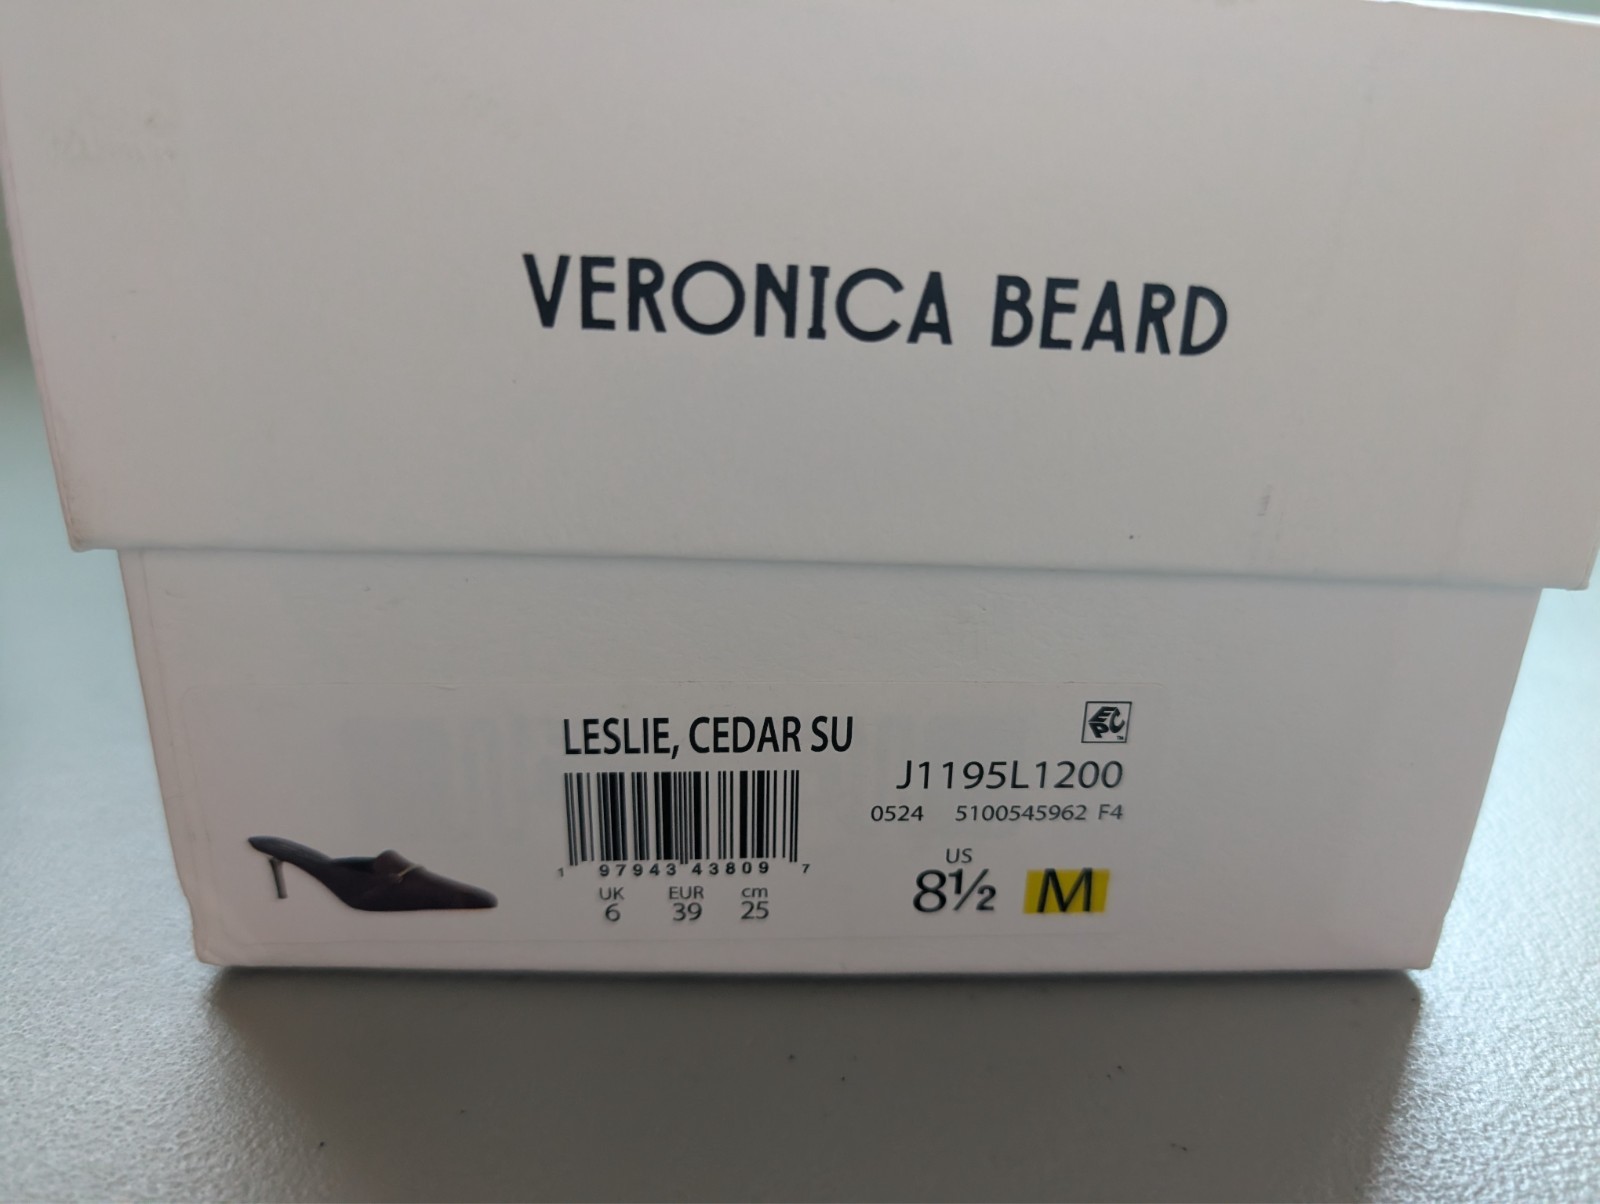 VERONICA BEARD
LESLIE, CEDAR SU
EPC
J1195L1200
0524 5100545962 F4
1 97943 43809 7
UK EUR cm
6 39 25
US
8½ M